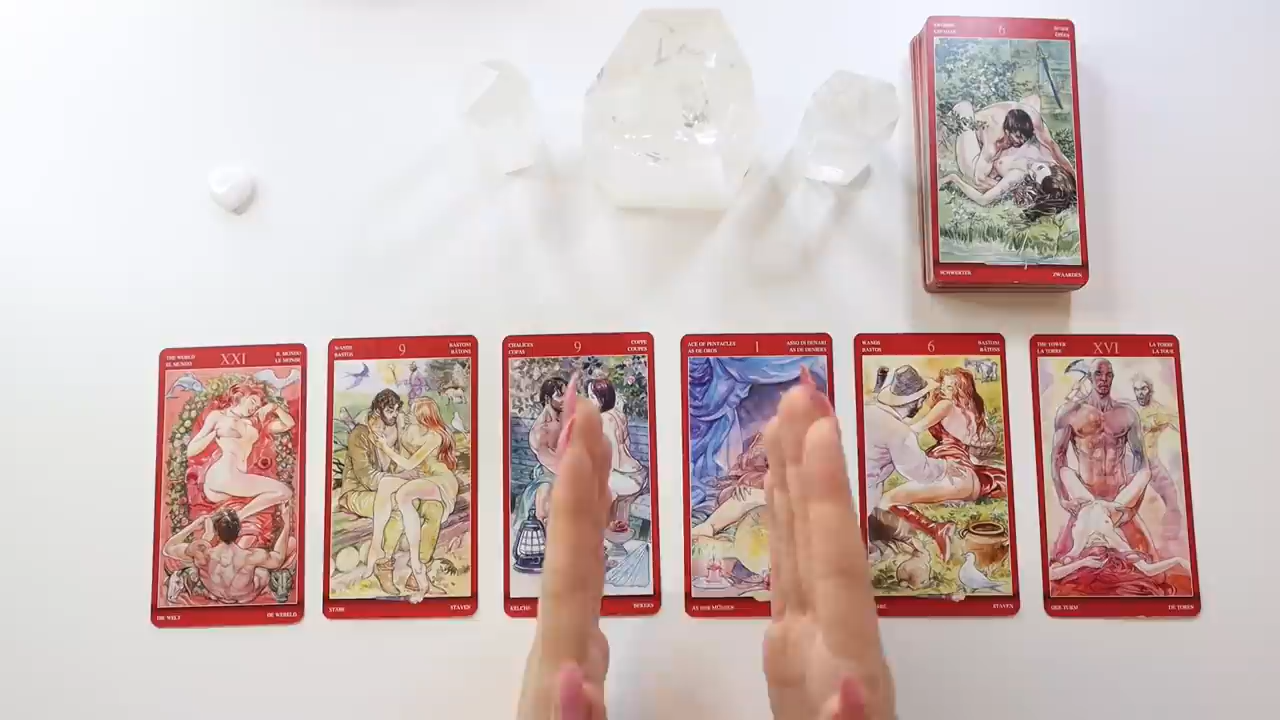 6
SCHWERTER ZWAARDEN
THE WORLD XXI IL MONDO
EL MUNDO LE MONDE
DIE WELT DE WERELD
WANDS 9 BASTONI
BASTOS BÂTONS
STÄBE STAVEN
CHALICES 9 COPPE
COPAS COUPES
KELCHE BEKERS
ACE OF PENTACLES I ASSO DI DENARI
AS DE OROS AS DE DENIERS
WANDS 6 BASTONI
BASTOS BÂTONS
STAVEN
THE TOWER XVI LA TORRE
LA TORRE LA TOUR
DER TURM DE TOREN